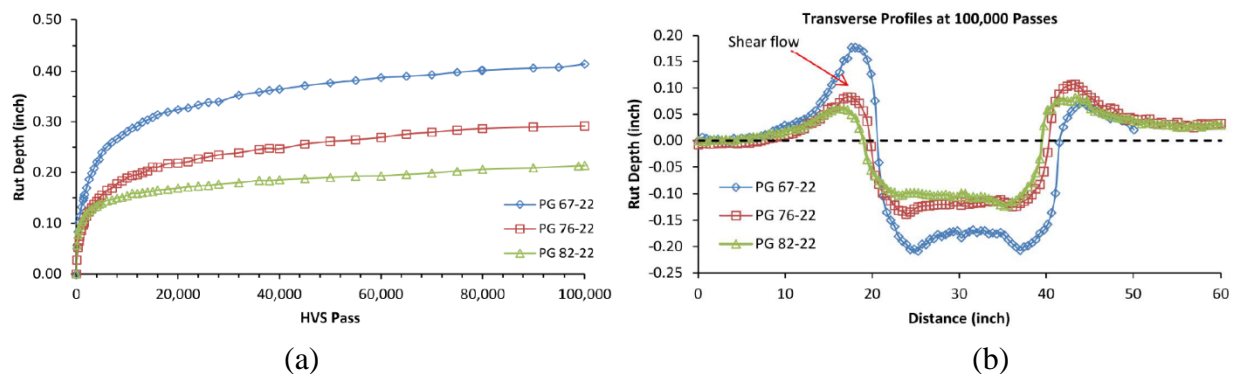 0.50
0.40
0.30
0.20
0.10
0.00
Rut Depth (inch)
PG 67-22
PG 76-22
PG 82-22
0
20,000
40,000
60,000
80,000
100,000
HVS Pass
(a)
Transverse Profiles at 100,000 Passes
Shear flow
0.20
0.15
0.10
0.05
0.00
-0.05
-0.10
-0.15
-0.20
-0.25
Rut Depth (inch)
PG 67-22
PG 76-22
PG 82-22
0
10
20
30
40
50
60
Distance (inch)
(b)